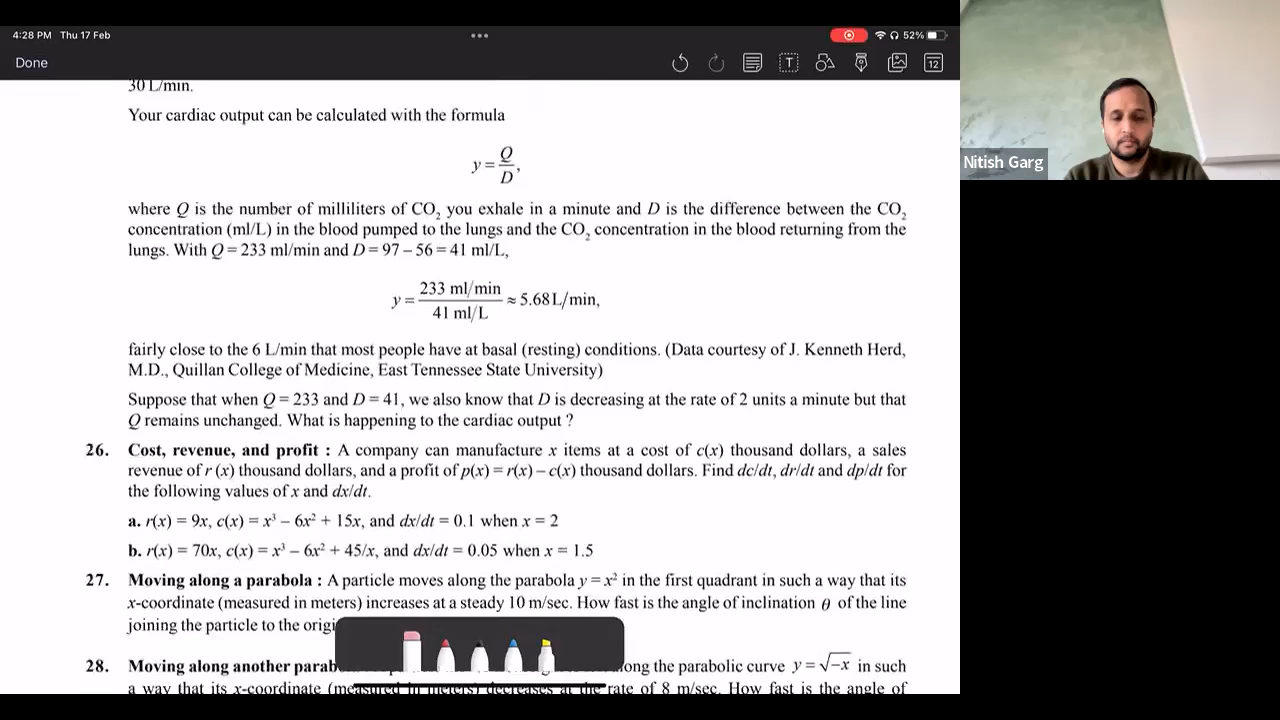 4:28 PM Thu 17 Feb
52%
Done
T
12
30 L/min.
Your cardiac output can be calculated with the formula
y = Q/D,
where Q is the number of milliliters of CO₂ you exhale in a minute and D is the difference between the CO₂
concentration (ml/L) in the blood pumped to the lungs and the CO₂ concentration in the blood returning from the
lungs. With Q = 233 ml/min and D = 97 – 56 = 41 ml/L,
y = 233 ml/min / 41 ml/L ≈ 5.68 L/min,
fairly close to the 6 L/min that most people have at basal (resting) conditions. (Data courtesy of J. Kenneth Herd,
M.D., Quillan College of Medicine, East Tennessee State University)
Suppose that when Q = 233 and D = 41, we also know that D is decreasing at the rate of 2 units a minute but that
Q remains unchanged. What is happening to the cardiac output ?
26. Cost, revenue, and profit : A company can manufacture x items at a cost of c(x) thousand dollars, a sales
revenue of r (x) thousand dollars, and a profit of p(x) = r(x) – c(x) thousand dollars. Find dc/dt, dr/dt and dp/dt for
the following values of x and dx/dt.
a. r(x) = 9x, c(x) = x³ – 6x² + 15x, and dx/dt = 0.1 when x = 2
b. r(x) = 70x, c(x) = x³ – 6x² + 45/x, and dx/dt = 0.05 when x = 1.5
27. Moving along a parabola : A particle moves along the parabola y = x² in the first quadrant in such a way that its
x-coordinate (measured in meters) increases at a steady 10 m/sec. How fast is the angle of inclination θ of the line
joining the particle to the origi
28. Moving along another parab ong the parabolic curve y = √–x in such
a way that its x-coordinate (measured in meters) decreases at the rate of 8 m/sec. How fast is the angle of
Nitish Garg